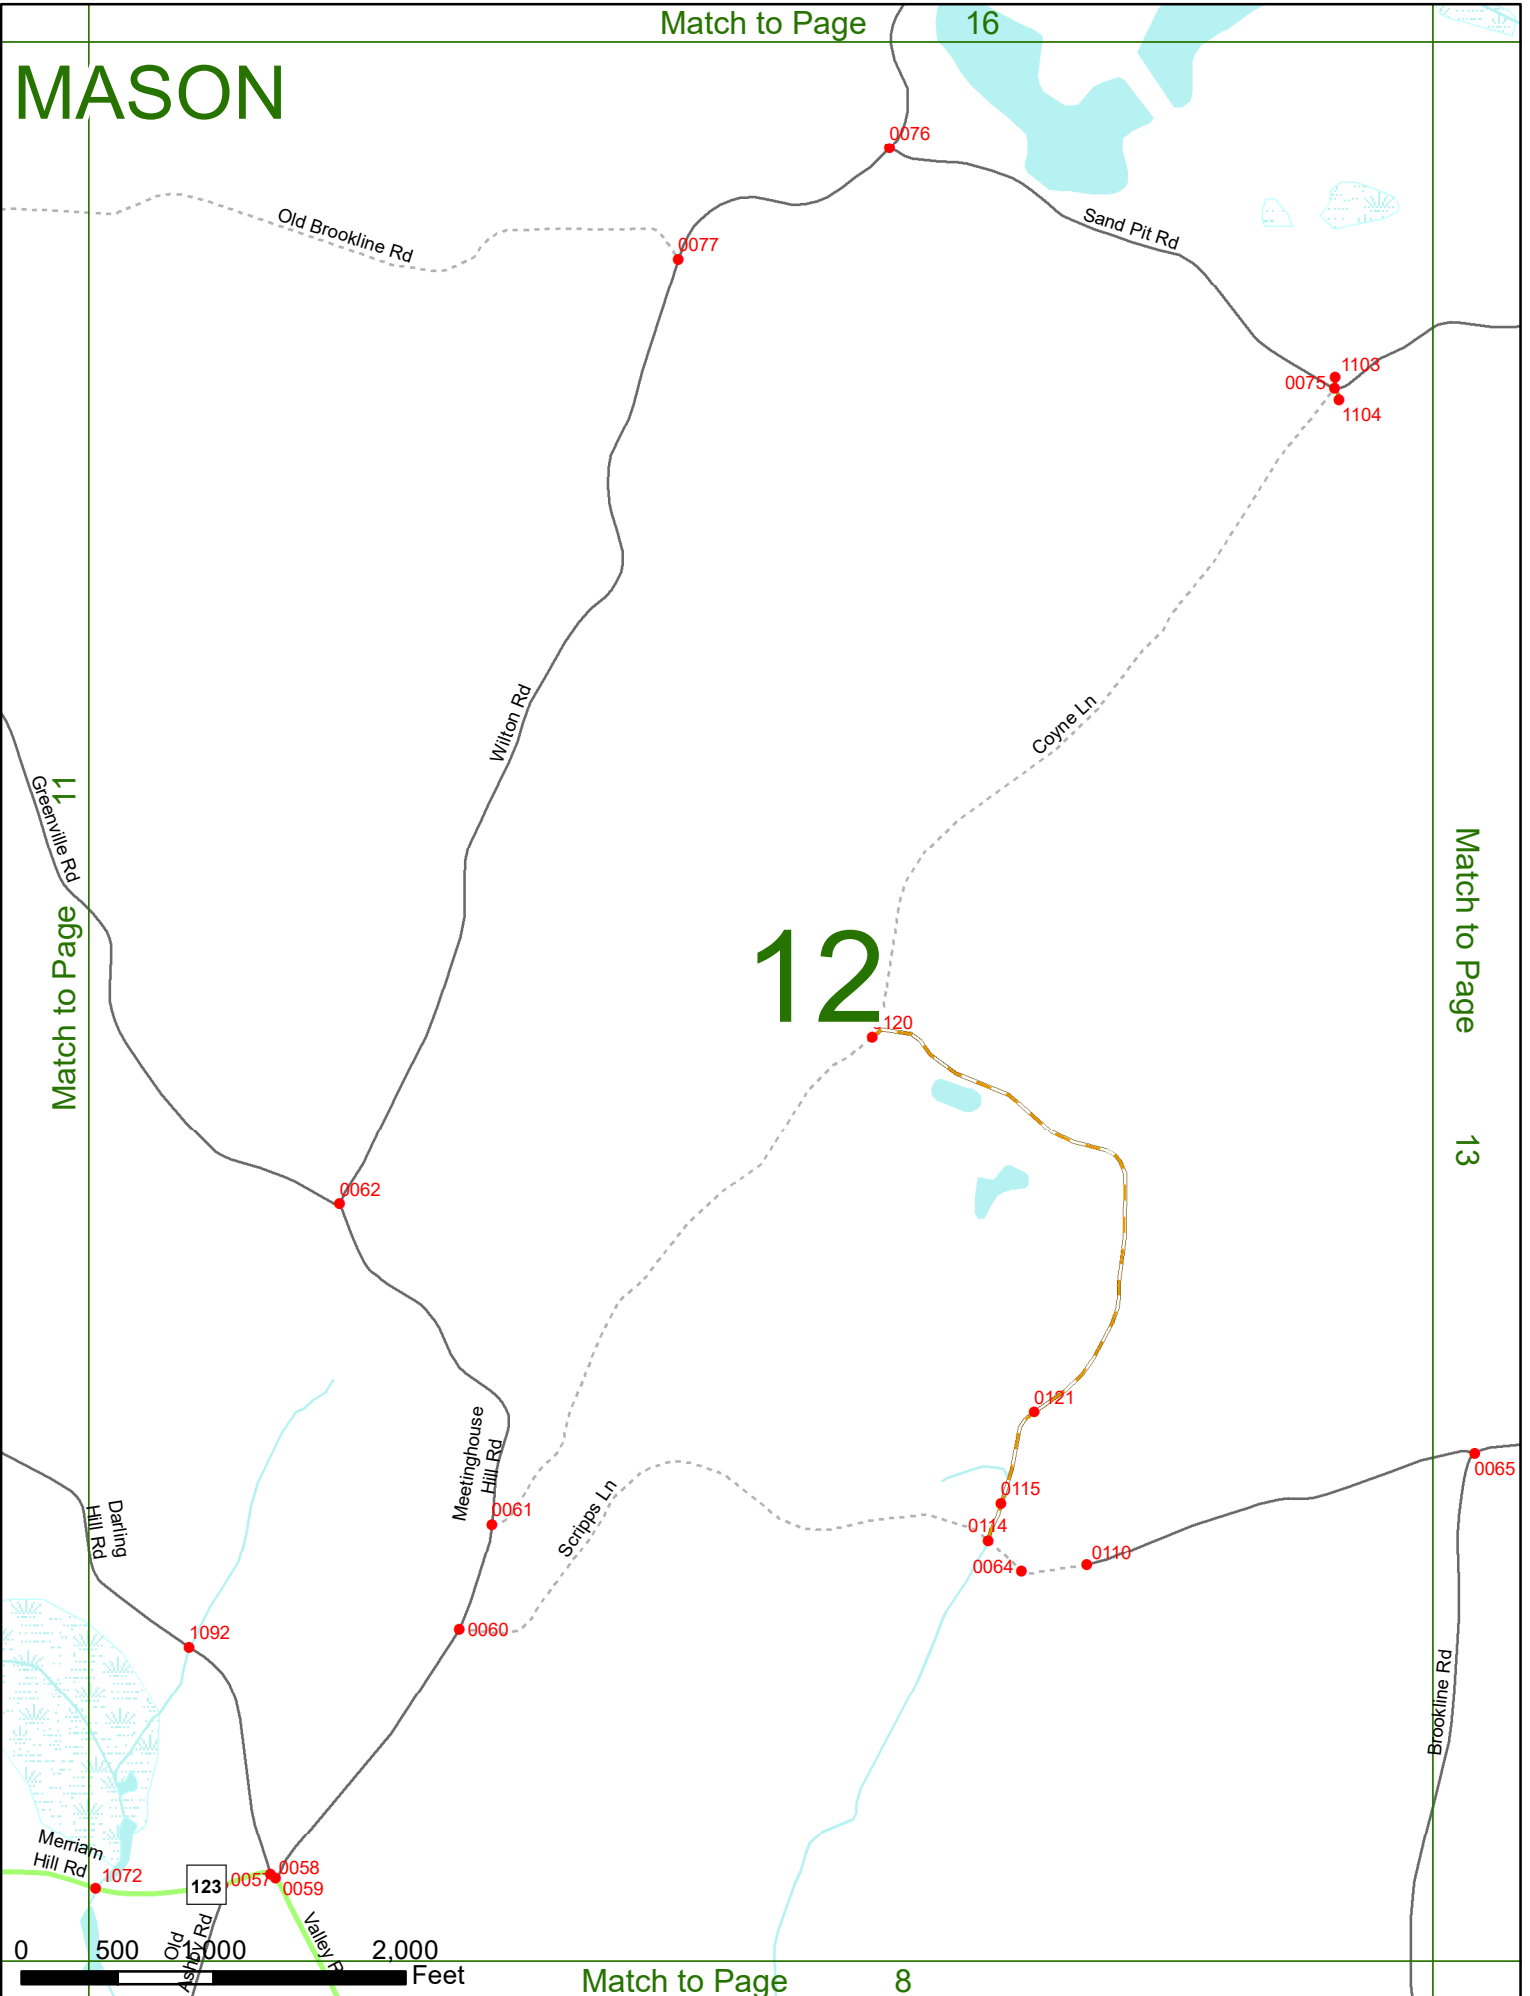 Match to Page 16
MASON
0076
Old Brookline Rd
Sand Pit Rd
0077
1103
0075
1104
Wilton Rd
Coyne Ln
Greenville Rd
Match to Page 11
Match to Page 13
12
120
0062
0121
Meetinghouse
Hill Rd
0061
Scripps Ln
0065
0115
0114
0064
0110
Darling
Hill Rd
1092
0060
Brookline Rd
Merriam
Hill Rd
1072
123
0057
0058
0059
Old
Ashby Rd
Valley R
0 500 1,000 2,000
Feet
Match to Page 8